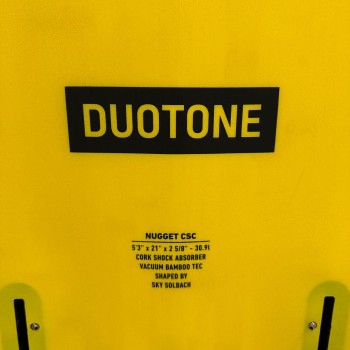 DUOTONE
NUGGET CSC
5'3" x 21" x 2 5/8" - 30.9l
CORK SHOCK ABSORBER
VACUUM BAMBOO TEC
SHAPED BY
SKY SOLBACH